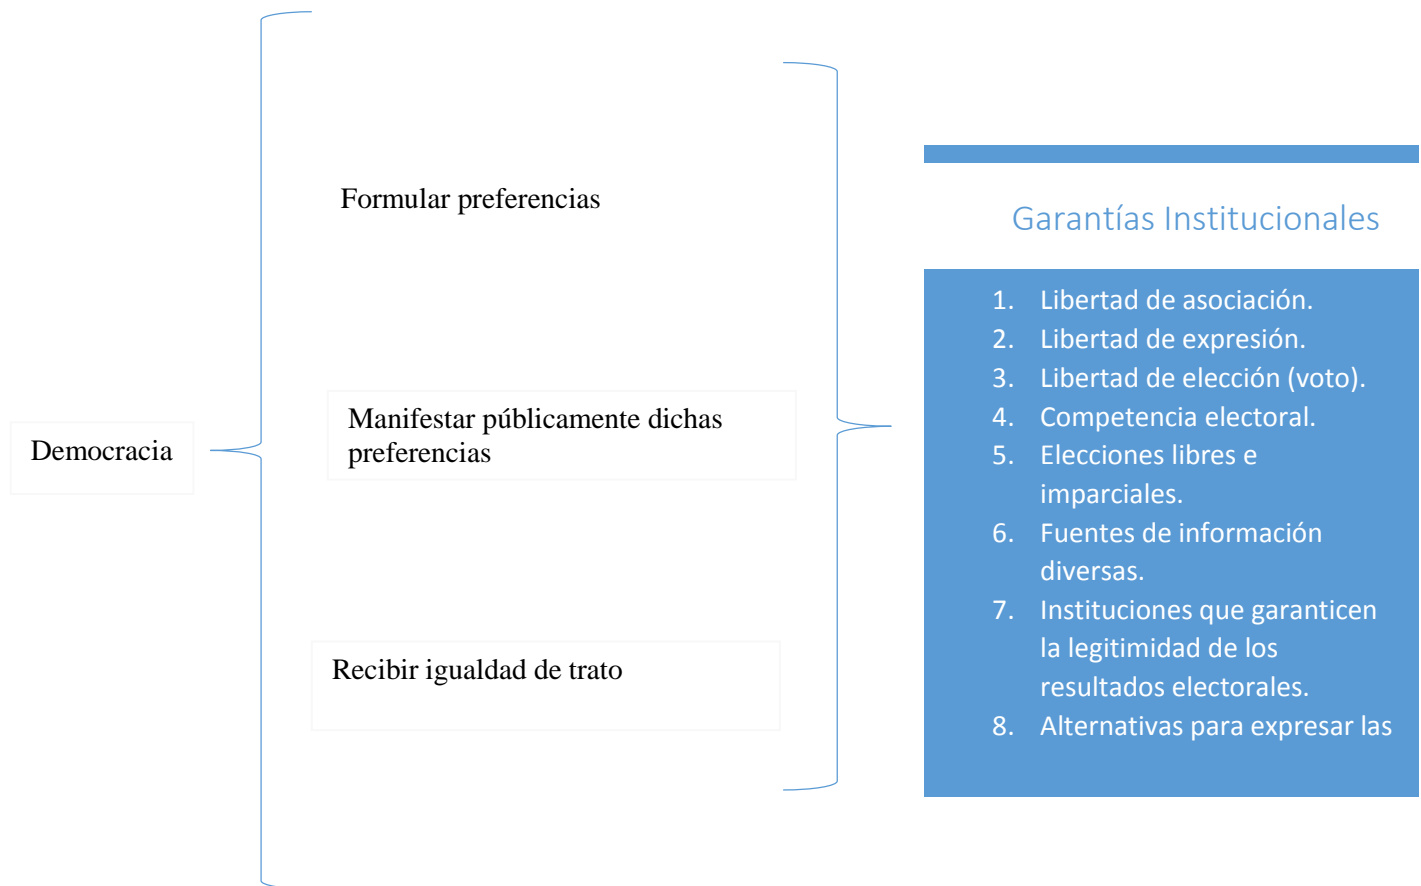 Democracia
Formular preferencias
Manifestar públicamente dichas
preferencias
Recibir igualdad de trato
Garantías Institucionales
1. Libertad de asociación.
2. Libertad de expresión.
3. Libertad de elección (voto).
4. Competencia electoral.
5. Elecciones libres e
imparciales.
6. Fuentes de información
diversas.
7. Instituciones que garanticen
la legitimidad de los
resultados electorales.
8. Alternativas para expresar las